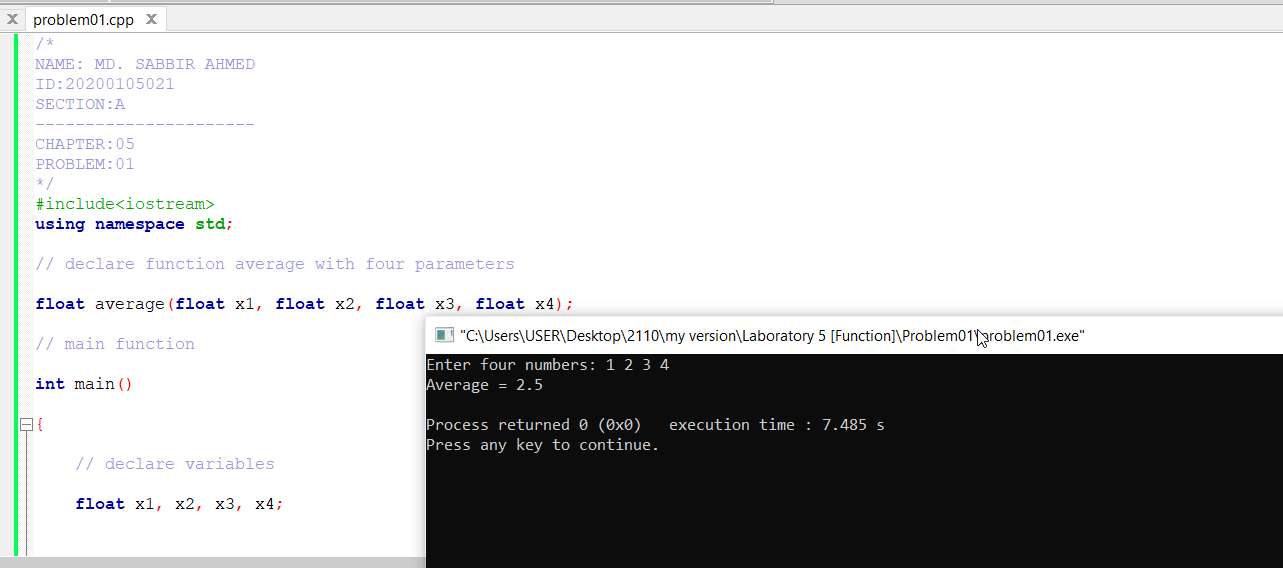 problem01.cpp
/*
NAME: MD. SABBIR AHMED
ID:20200105021
SECTION:A
----------------------
CHAPTER:05
PROBLEM:01
*/
#include<iostream>
using namespace std;
// declare function average with four parameters
float average(float x1, float x2, float x3, float x4);
// main function
int main()
{
// declare variables
float x1, x2, x3, x4;
"C:\Users\USER\Desktop\2110\my version\Laboratory 5 [Function]\Problem01\problem01.exe"
Enter four numbers: 1 2 3 4
Average = 2.5
Process returned 0 (0x0)   execution time : 7.485 s
Press any key to continue.